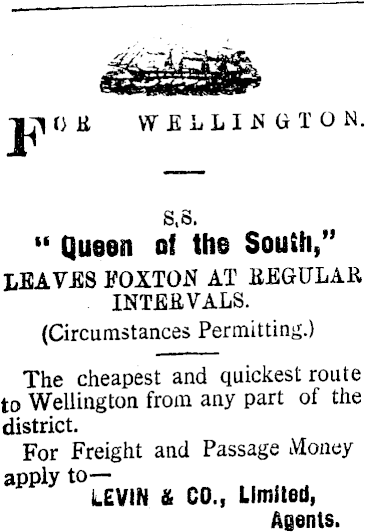 FOR WELLINGTON.
S.S.
"Queen of the South,"
LEAVES FOXTON AT REGULAR
INTERVALS.
(Circumstances Permitting.)
The cheapest and quickest route
to Wellington from any part of the
district.
For Freight and Passage Money
apply to—
LEVIN & CO., Limited,
Agents.